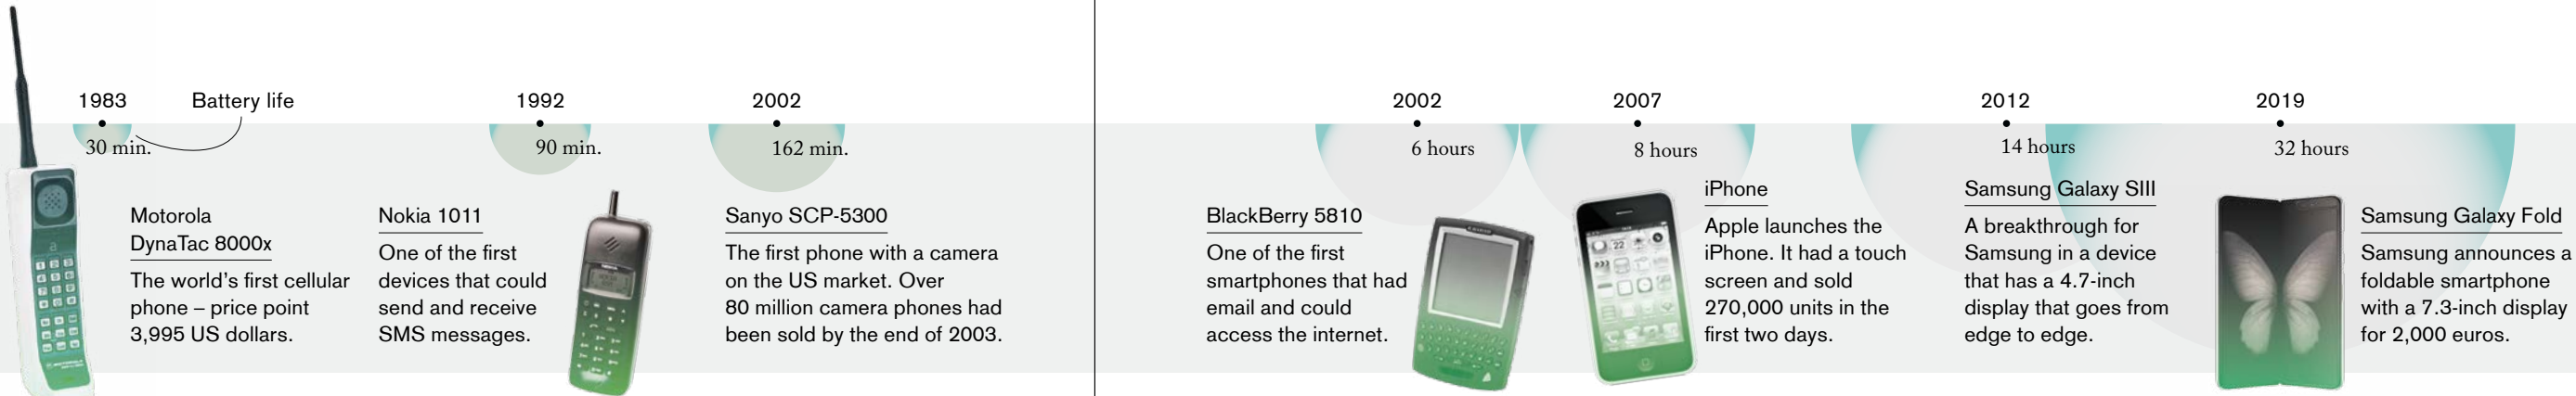 1983
Battery life
30 min.
Motorola
DynaTac 8000x
The world's first cellular
phone – price point
3,995 US dollars.
1992
90 min.
Nokia 1011
One of the first
devices that could
send and receive
SMS messages.
2002
162 min.
Sanyo SCP-5300
The first phone with a camera
on the US market. Over
80 million camera phones had
been sold by the end of 2003.
2002
6 hours
BlackBerry 5810
One of the first
smartphones that had
email and could
access the internet.
2007
8 hours
iPhone
Apple launches the
iPhone. It had a touch
screen and sold
270,000 units in the
first two days.
2012
14 hours
Samsung Galaxy SIII
A breakthrough for
Samsung in a device
that has a 4.7-inch
display that goes from
edge to edge.
2019
32 hours
Samsung Galaxy Fold
Samsung announces a
foldable smartphone
with a 7.3-inch display
for 2,000 euros.